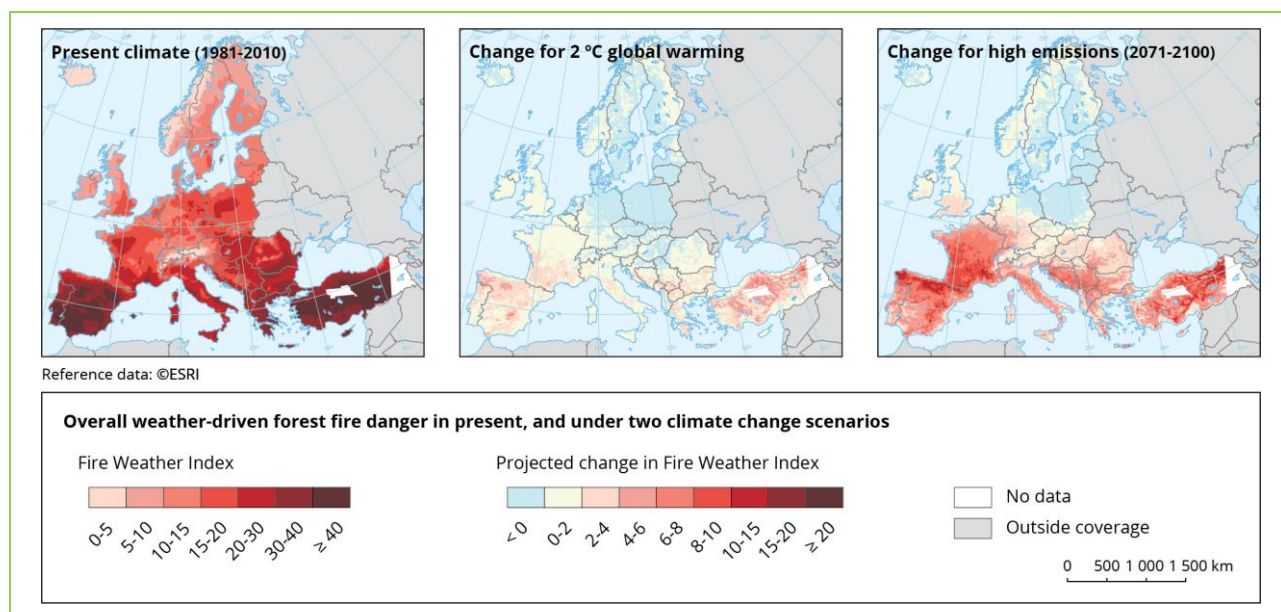 Present climate (1981-2010)
Change for 2 ºC global warming
Change for high emissions (2071-2100)
Reference data: ©ESRI
Overall weather-driven forest fire danger in present, and under two climate change scenarios
Fire Weather Index
0-5
5-10
10-15
15-20
20-30
30-40
≥ 40
Projected change in Fire Weather Index
< 0
0-2
2-4
4-6
6-8
8-10
10-15
15-20
≥ 20
No data
Outside coverage
0 500 1 000 1 500 km